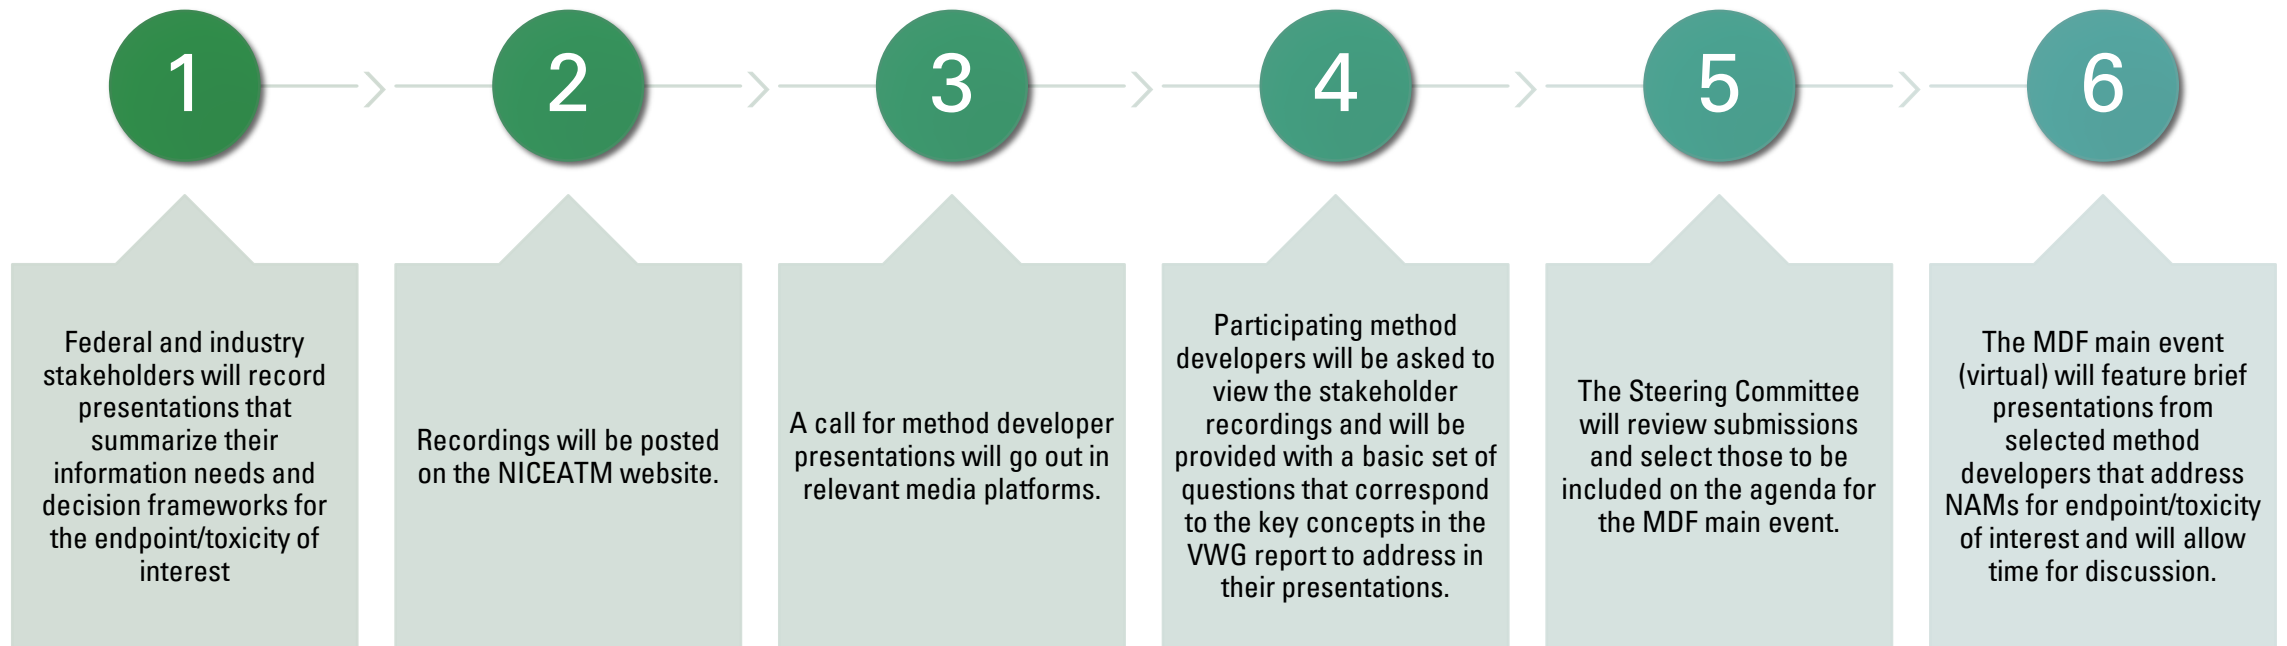 1
Federal and industry
stakeholders will record
presentations that
summarize their
information needs and
decision frameworks for
the endpoint/toxicity of
interest
2
Recordings will be posted
on the NICEATM website.
3
A call for method developer
presentations will go out in
relevant media platforms.
4
Participating method
developers will be asked to
view the stakeholder
recordings and will be
provided with a basic set of
questions that correspond
to the key concepts in the
VWG report to address in
their presentations.
5
The Steering Committee
will review submissions
and select those to be
included on the agenda for
the MDF main event.
6
The MDF main event
(virtual) will feature brief
presentations from
selected method
developers that address
NAMs for endpoint/toxicity
of interest and will allow
time for discussion.